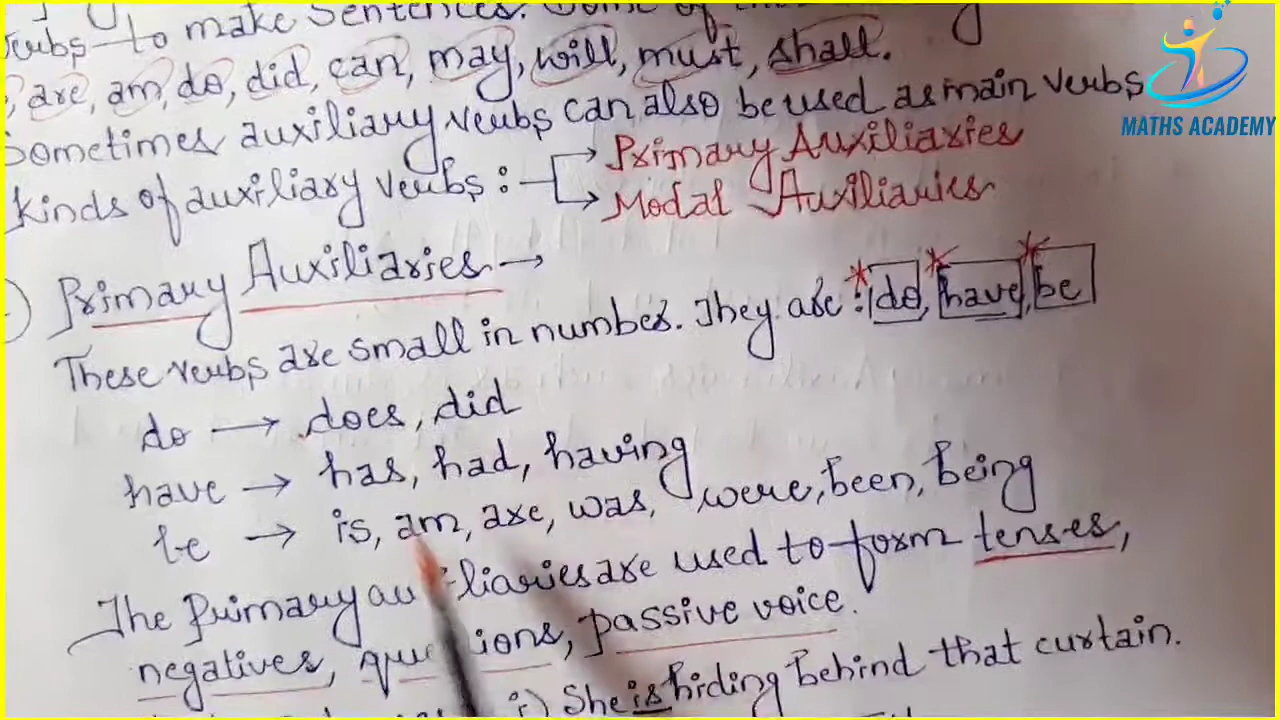 verbs to make sentences. Some of
are, am, do, did, can, may, will, must, shall.
Sometimes auxiliary verbs can also be used as main verbs
MATHS ACADEMY
Kinds of auxiliary verbs :
Primary Auxiliaries
Modal Auxiliaries
Primary Auxiliaries →
These verbs are small in number. They are : do, have, be
do → does, did
have → has, had, having
be → is, am, are, was, were, been, being
The primary are used to form tenses,
negatives, passive voice.
i) She is hiding behind that curtain.